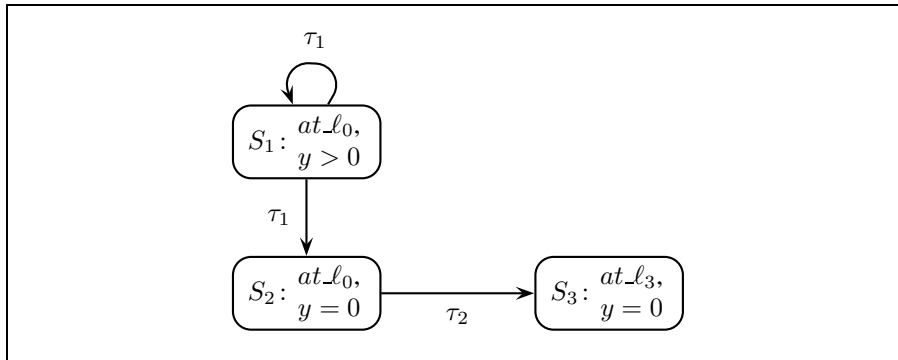 τ₁
S₁: at_ℓ₀,
y > 0
τ₁
S₂: at_ℓ₀,
y = 0
τ₂
S₃: at_ℓ₃,
y = 0